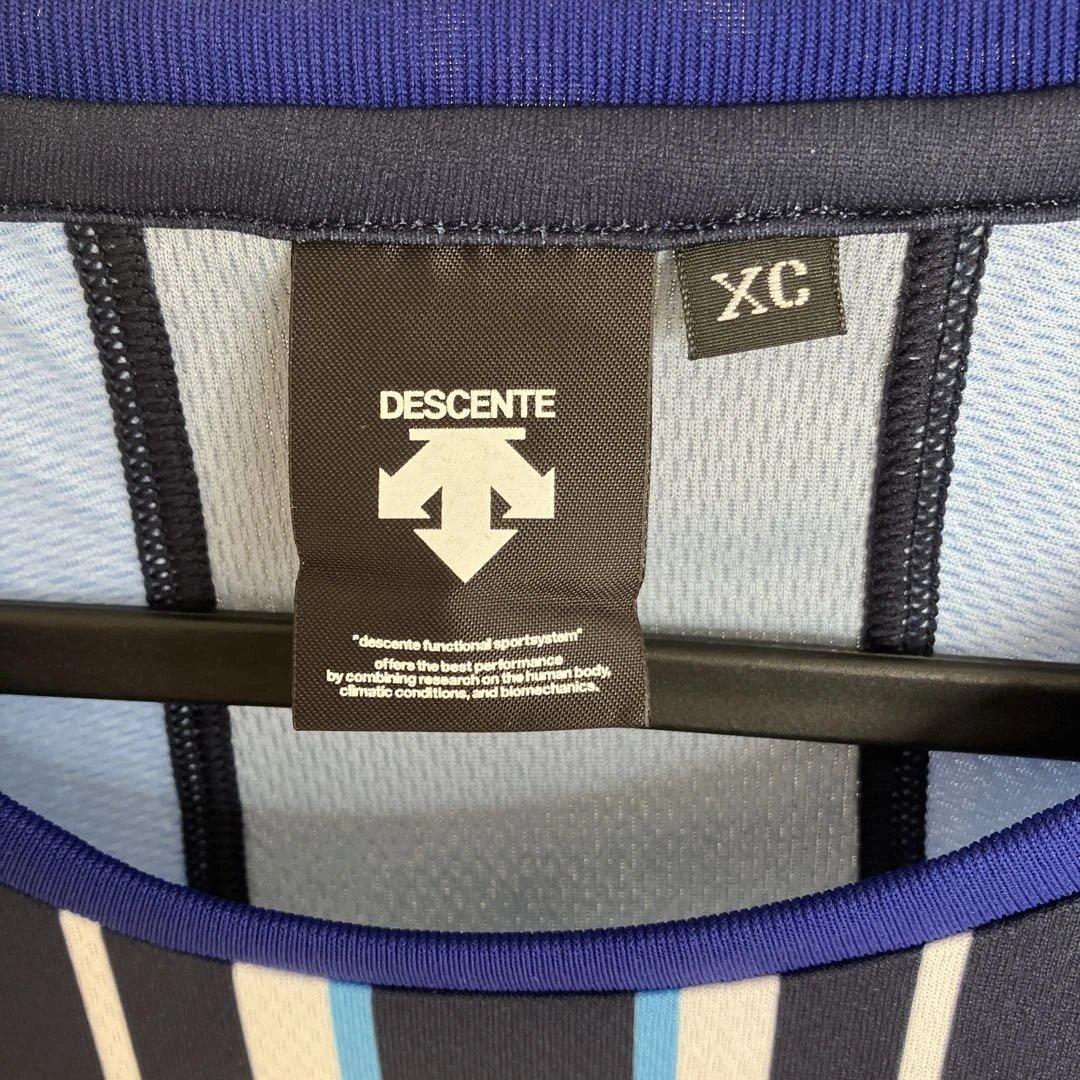 XC
DESCENTE
"descente functional sportsystem"
offers the best performance
by combining research on the human body,
climatic conditions, and biomechanics.